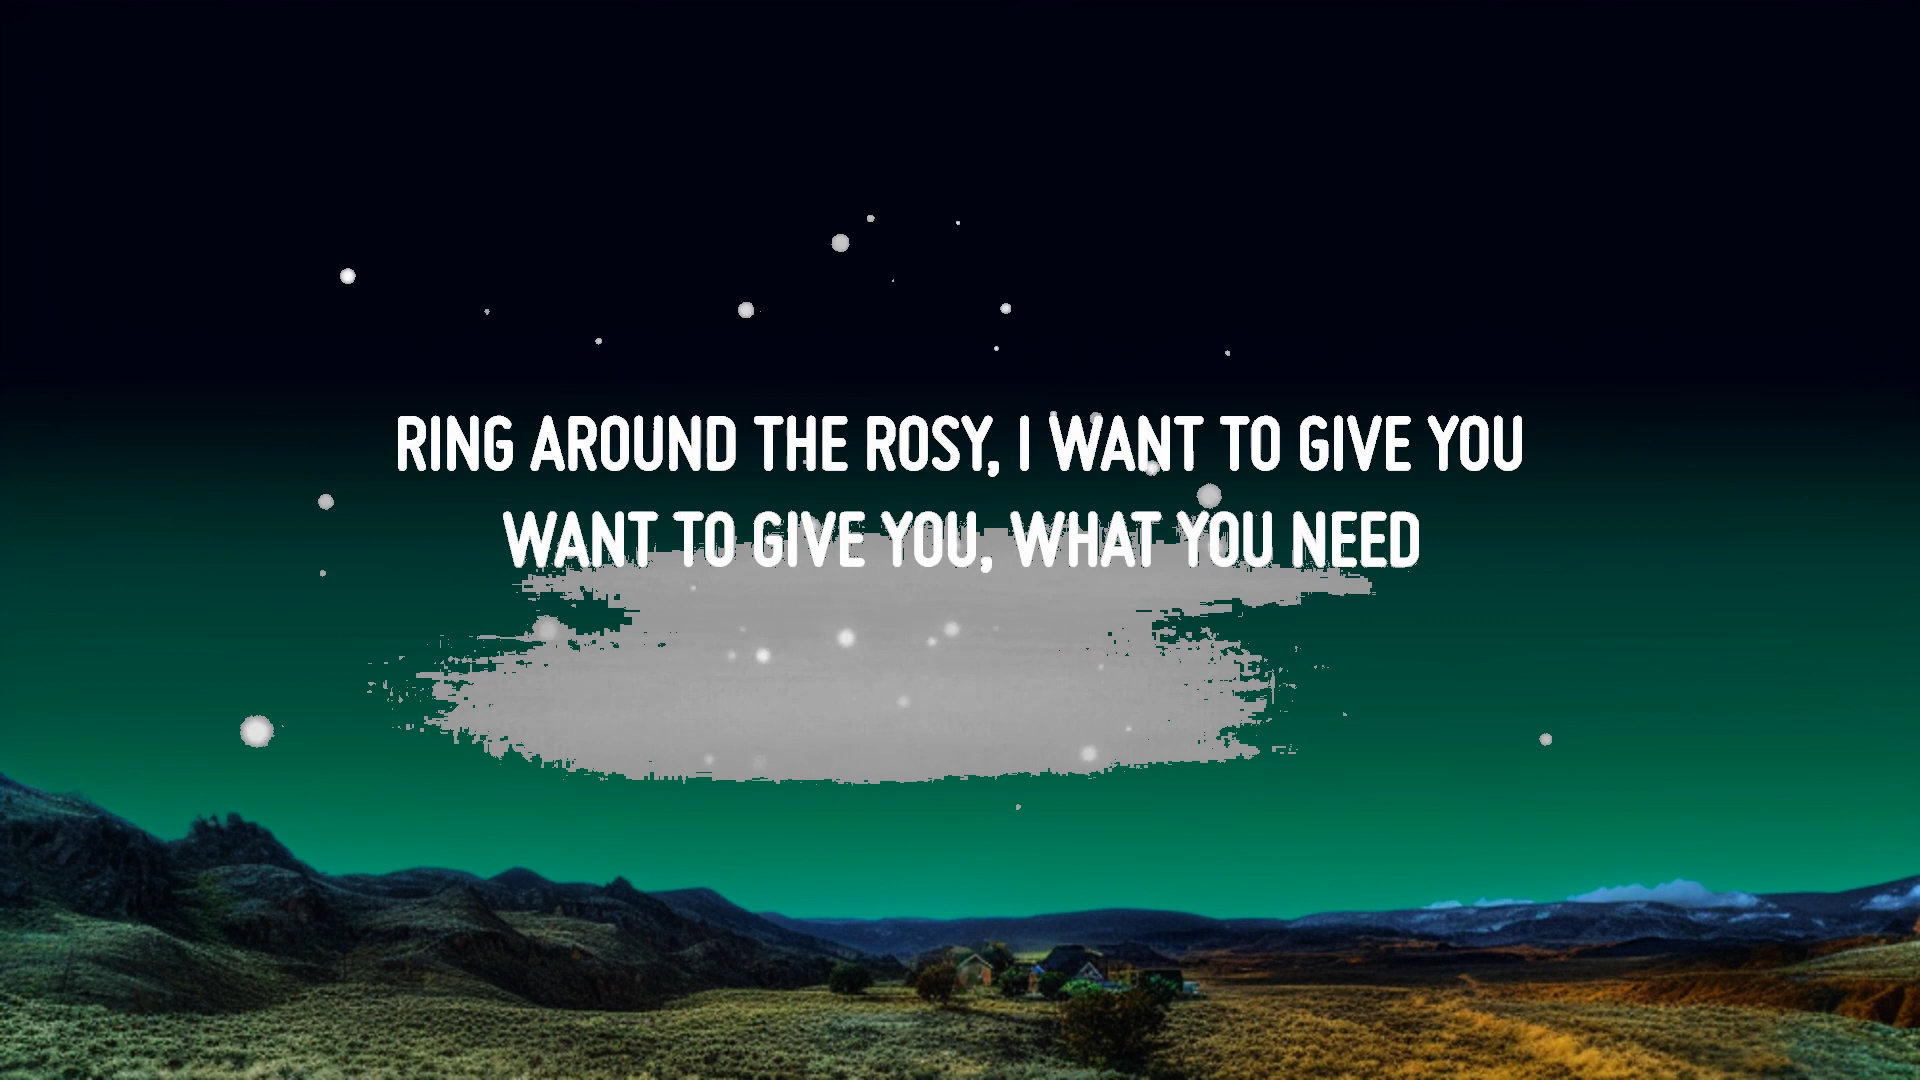 RING AROUND THE ROSY, I WANT TO GIVE YOU
WANT TO GIVE YOU, WHAT YOU NEED